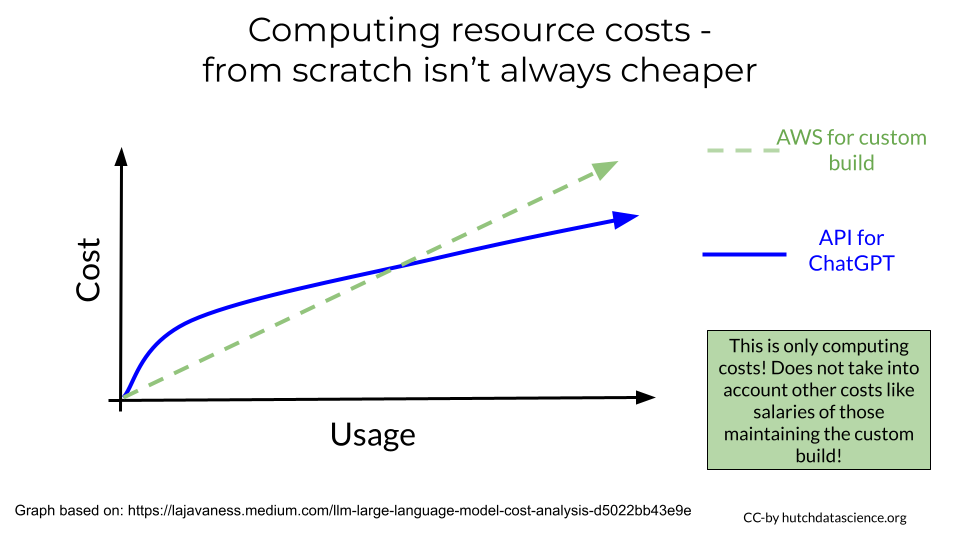 Computing resource costs -
from scratch isn’t always cheaper
AWS for custom
build
API for
ChatGPT
Cost
Usage
This is only computing
costs! Does not take into
account other costs like
salaries of those
maintaining the custom
build!
Graph based on: https://lajavaness.medium.com/llm-large-language-model-cost-analysis-d5022bb43e9e
CC-by hutchdatascience.org